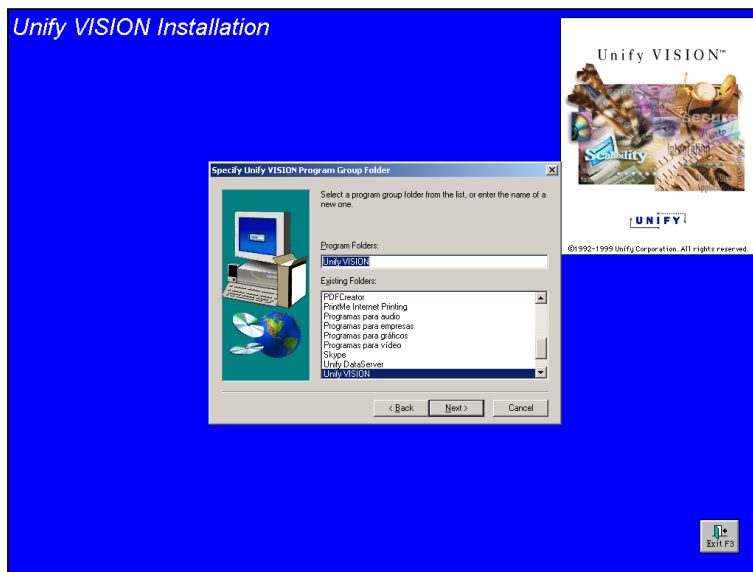 Unify VISION Installation
Unify VISION™
Scalability
secure
http
Integration
UNIFY
©1992-1999 Unify Corporation. All rights reserved.
Specify Unify VISION Program Group Folder
Select a program group folder from the list, or enter the name of a
new one.
Program Folders:
Unify VISION
Existing Folders:
PDFCreator
PrintMe Internet Printing
Programas para audio
Programas para empresas
Programas para gráficos
Programas para vídeo
Skype
Unify DataServer
Unify VISION
< Back
Next >
Cancel
Exit F3